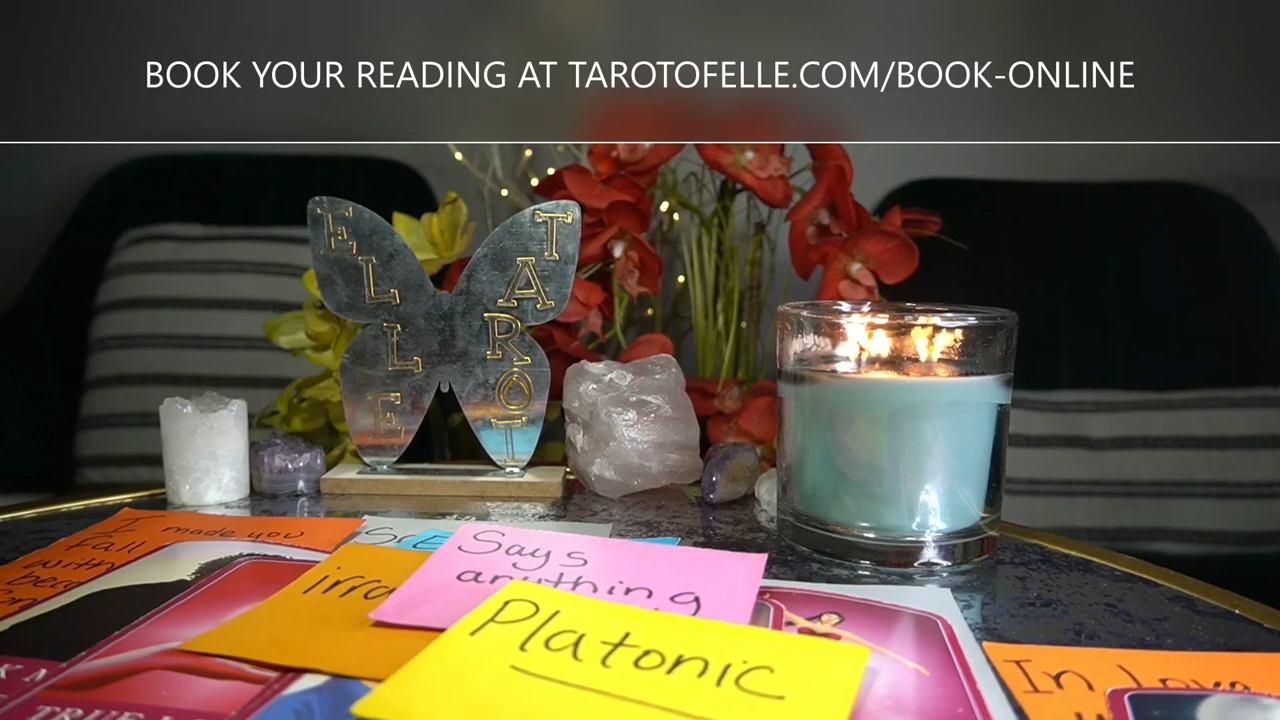 BOOK YOUR READING AT TAROTOFELLE.COM/BOOK-ONLINE
ELLE
TAROT
I made you
fall
with
Says
anything
Platonic
In Love
TRUE